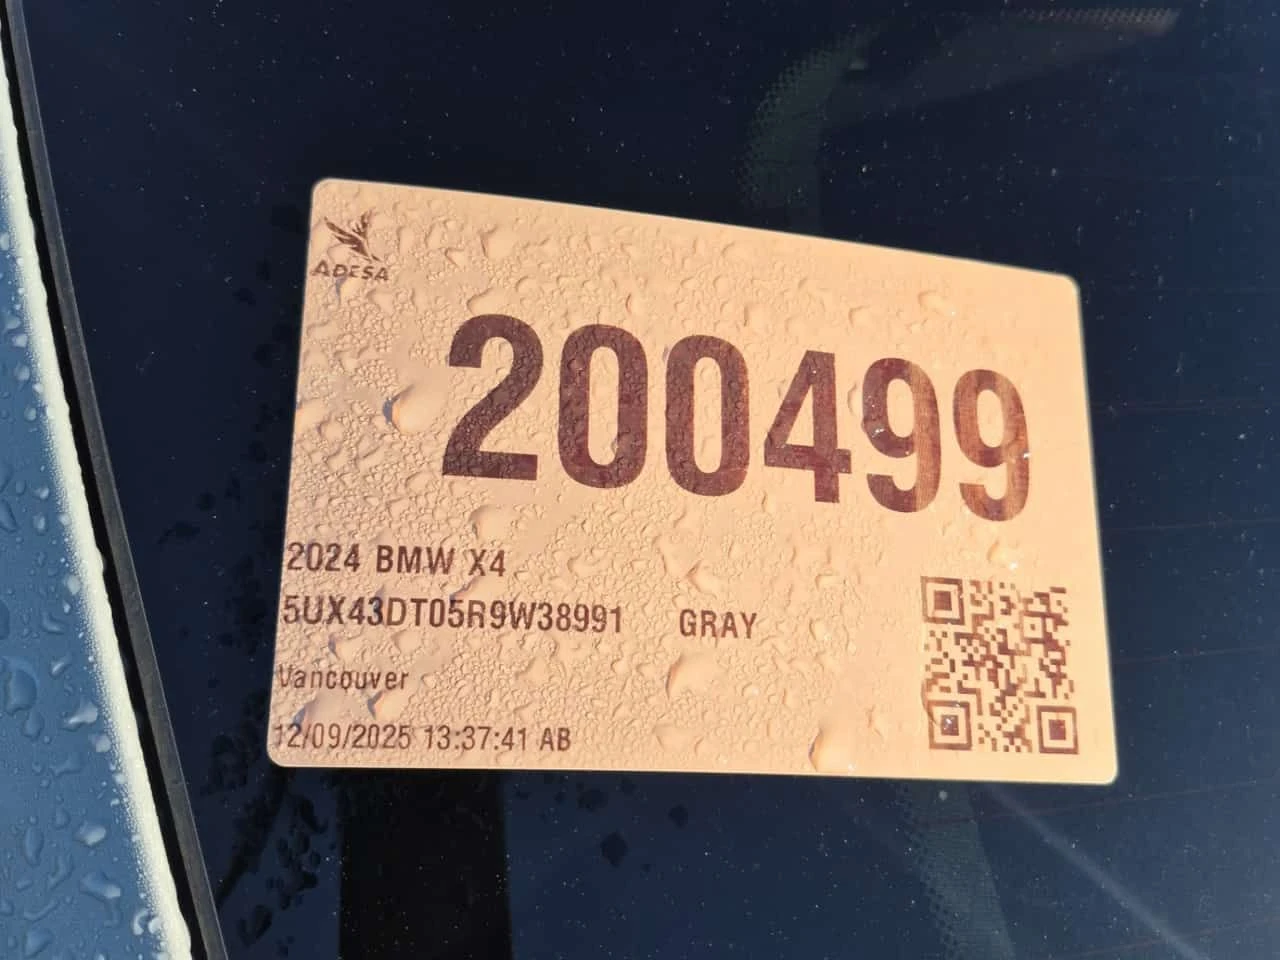 ADESA
200499
2024 BMW X4
5UX43DT05R9W38991 GRAY
Vancouver
12/09/2025 13:37:41 AB